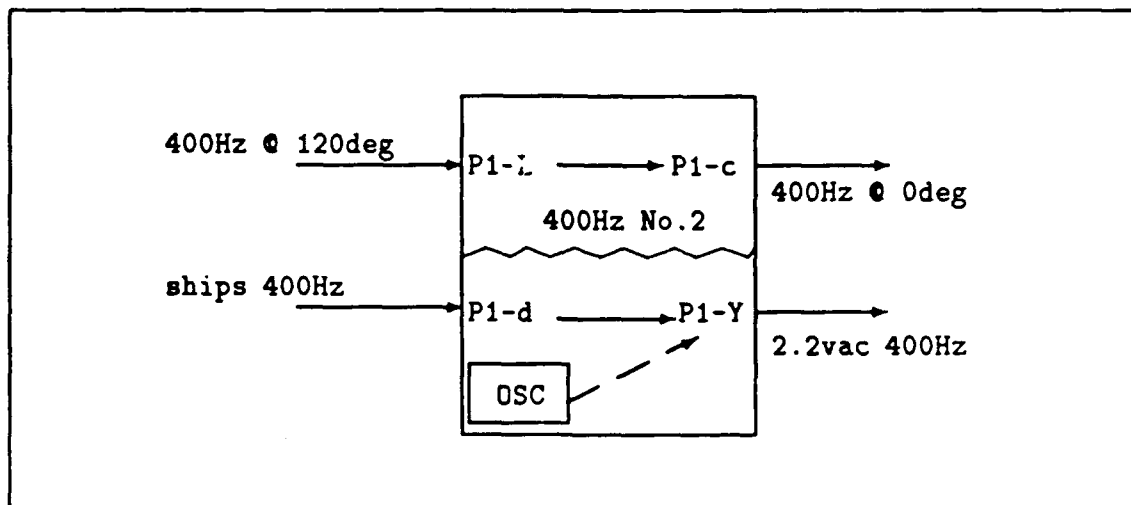 400Hz @ 120deg
P1-
P1-c
400Hz @ 0deg
400Hz No.2
ships 400Hz
P1-d
P1-Y
2.2vac 400Hz
OSC